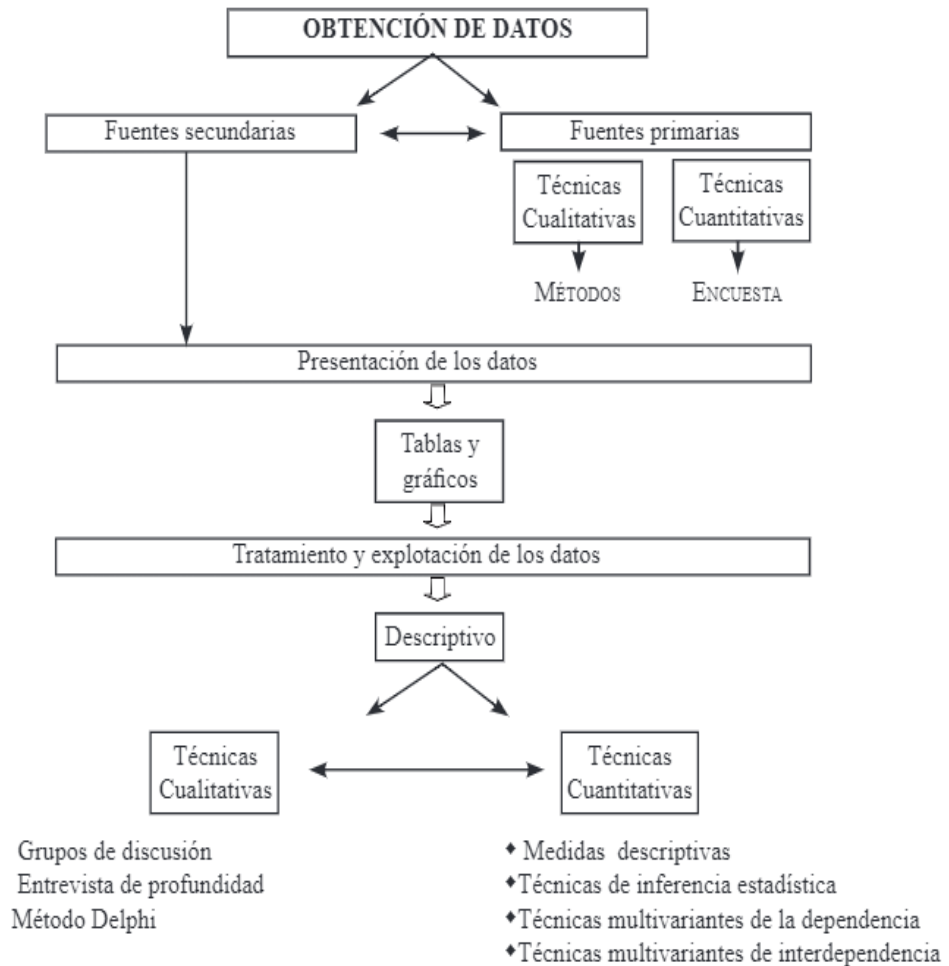 OBTENCIÓN DE DATOS
Fuentes secundarias
Fuentes primarias
Técnicas
Cualitativas
Técnicas
Cuantitativas
MÉTODOS
ENCUESTA
Presentación de los datos
Tablas y
gráficos
Tratamiento y explotación de los datos
Descriptivo
Técnicas
Cualitativas
Técnicas
Cuantitativas
Grupos de discusión
Entrevista de profundidad
Método Delphi
♦ Medidas descriptivas
♦Técnicas de inferencia estadística
♦Técnicas multivariantes de la dependencia
♦Técnicas multivariantes de interdependencia